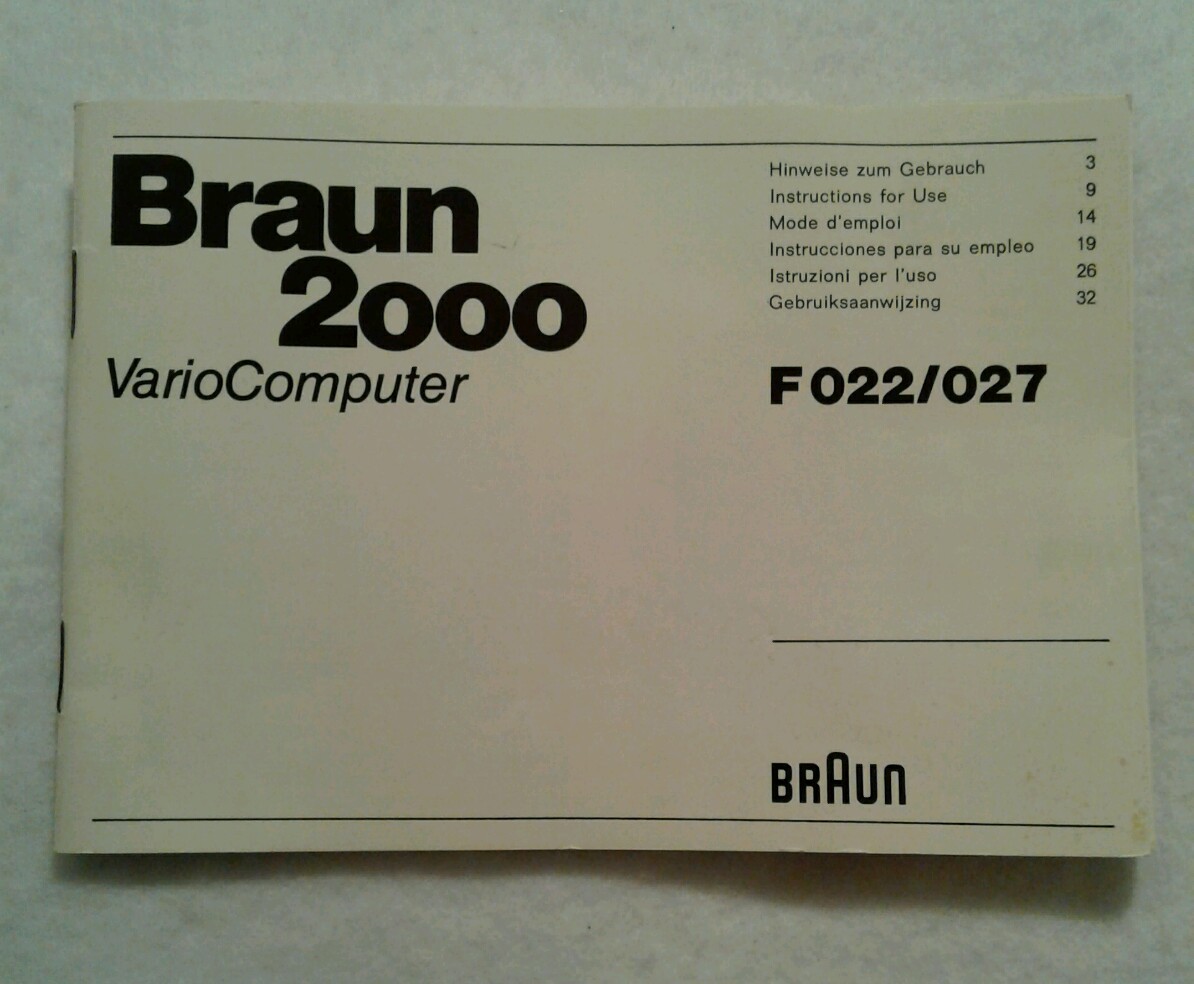 Braun
2000
VarioComputer
Hinweise zum Gebrauch 3
Instructions for Use 9
Mode d'emploi 14
Instrucciones para su empleo 19
Istruzioni per l'uso 26
Gebruiksaanwijzing 32
F022/027
BRAUN